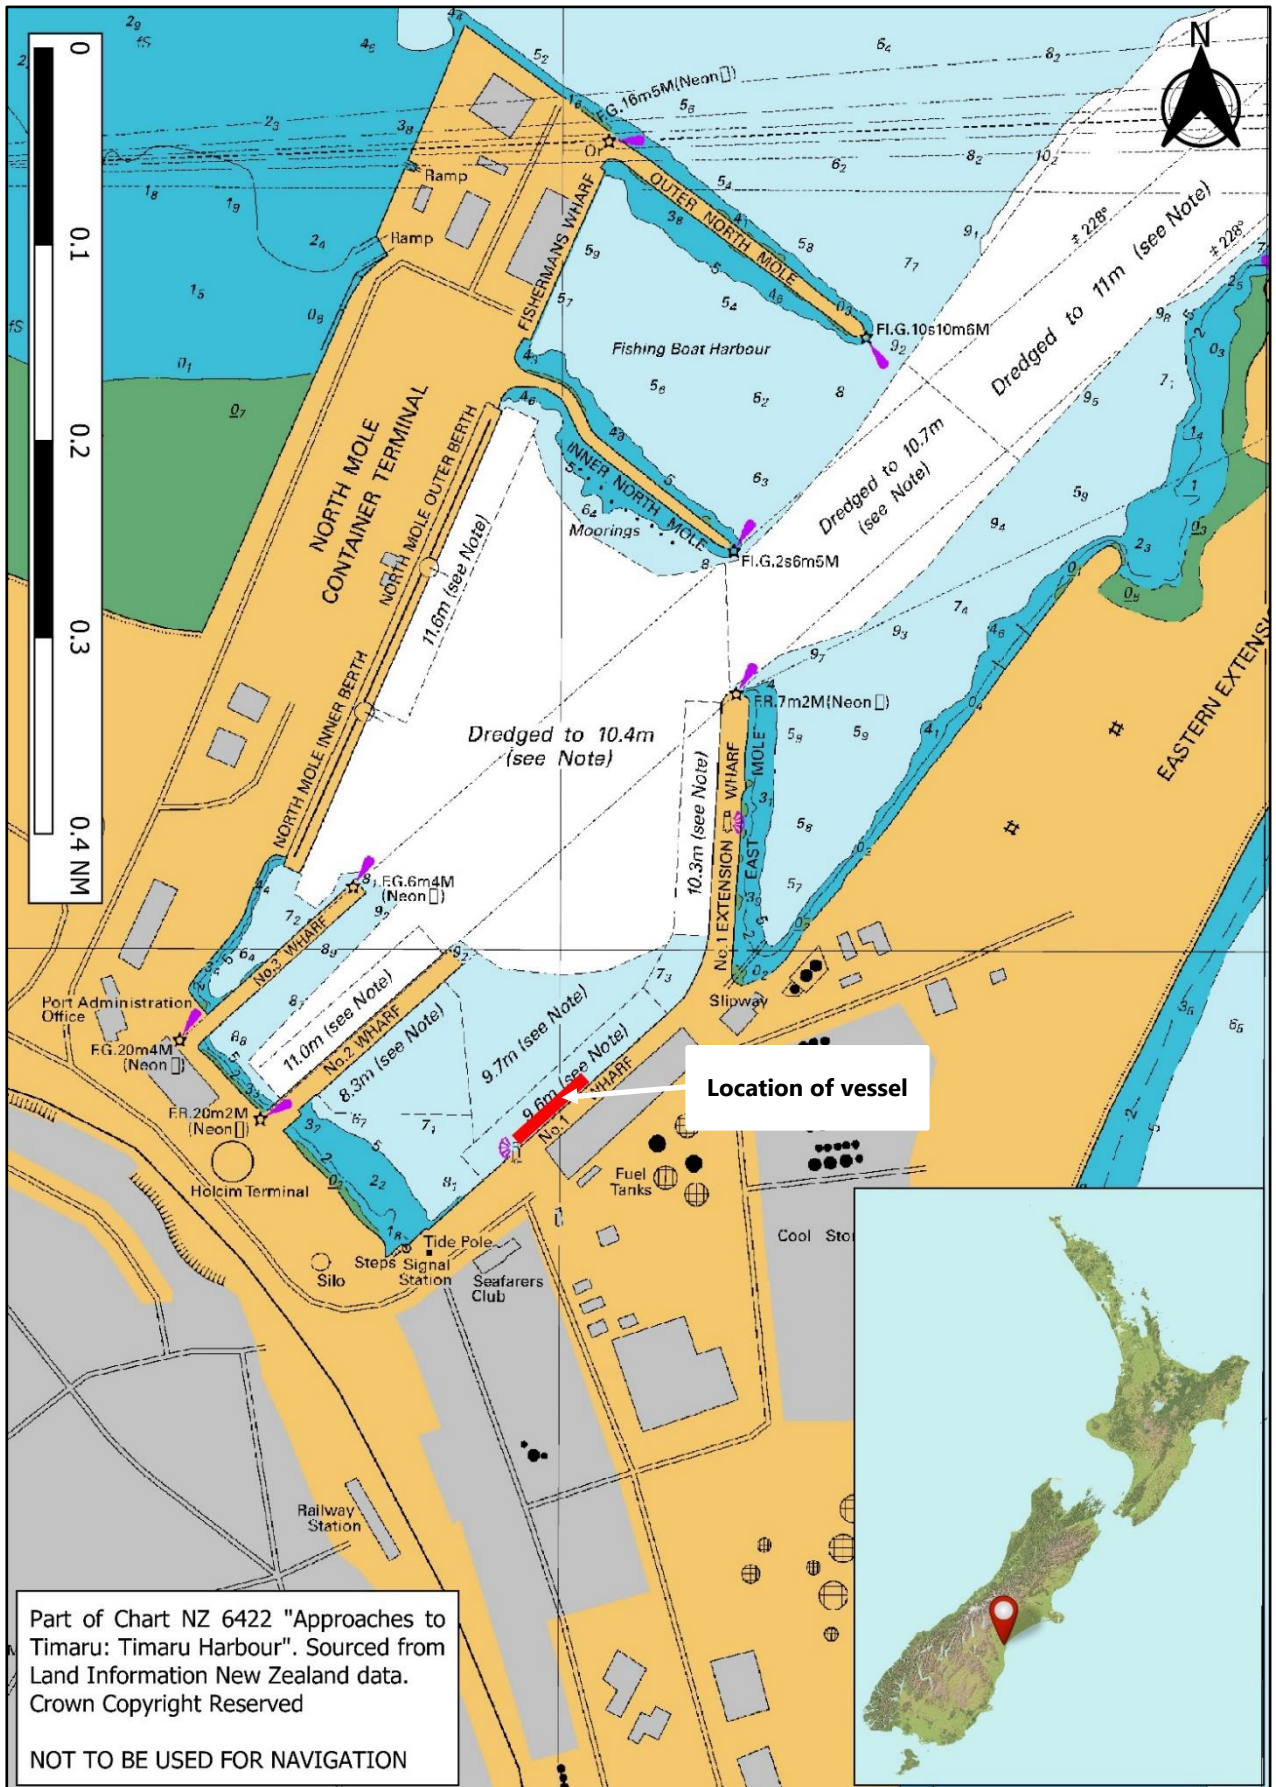 N
0
0.1
0.2
0.3
0.4 NM
F.G.16m5M(Neon▯)
Or
Ramp
Ramp
OUTER NORTH MOLE
FISHERMANS WHARF
Fl.G.10s10m6M
Fishing Boat Harbour
‡ 228°
‡ 228°
Dredged to 11m (see Note)
Dredged to 10.7m
(see Note)
NORTH MOLE
CONTAINER TERMINAL
NORTH MOLE OUTER BERTH
INNER NORTH MOLE
Moorings
Fl.G.2s6m5M
11.6m (see Note)
NORTH MOLE INNER BERTH
F.R.7m2M(Neon▯)
Dredged to 10.4m
(see Note)
10.3m (see Note)
No.1 EXTENSION WHARF
EAST MOLE
EASTERN EXTENSI
F.G.6m4M
(Neon▯)
No.3 WHARF
Port Administration
Office
F.G.20m4M
(Neon▯)
11.0m (see Note)
No.2 WHARF
8.3m (see Note)
9.7m (see Note)
9.6m (see Note)
No.1 WHARF
Slipway
Location of vessel
F.R.20m2M
(Neon▯)
Holcim Terminal
Fuel
Tanks
Cool Sto
Tide Pole
Steps
Signal
Station
Silo
Seafarers
Club
Railway
Station
Part of Chart NZ 6422 "Approaches to
Timaru: Timaru Harbour". Sourced from
Land Information New Zealand data.
Crown Copyright Reserved
NOT TO BE USED FOR NAVIGATION